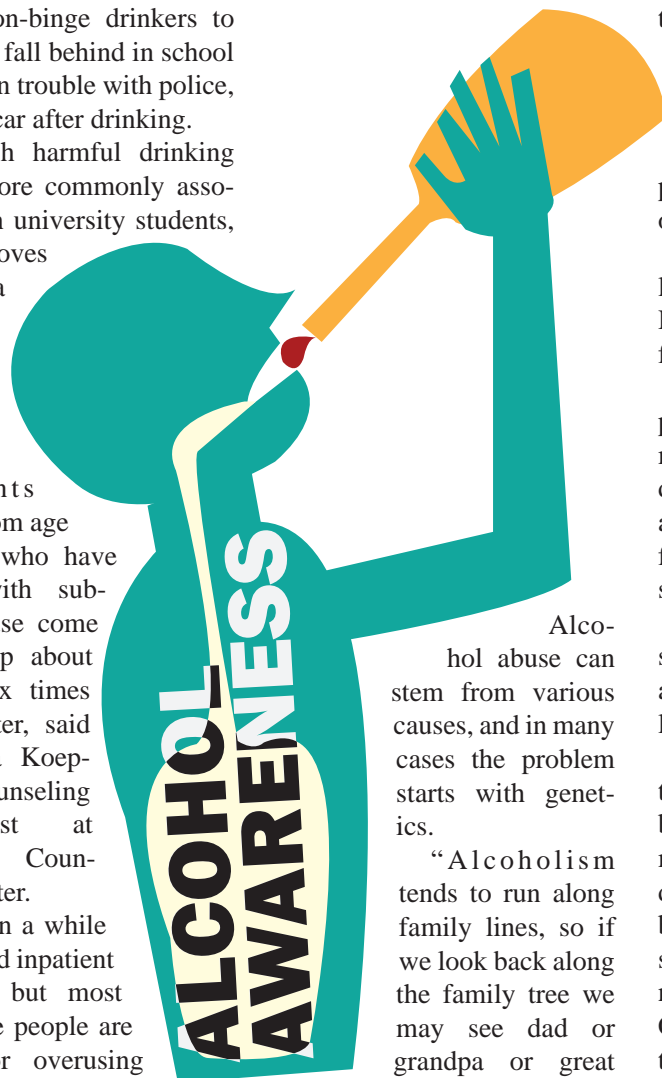 on-binge drinkers to
fall behind in school
n trouble with police,
car after drinking.
h harmful drinking
ore commonly asso-
n university students,
oves
a
nts
om age
who have
with sub-
se come
p about
x times
ter, said
Koep-
unseling
st at
Coun-
ter.
n a while
d inpatient
but most
e people are
or overusing
ALCOHOL
AWARENESS
Alco-
hol abuse can
stem from various
causes, and in many
cases the problem
starts with genet-
ics.
“Alcoholism
tends to run along
family lines, so if
we look back along
the family tree we
may see dad or
grandpa or great